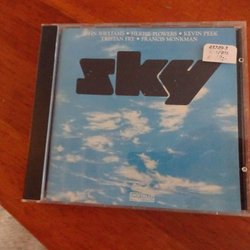 JOHN WILLIAMS • HERBIE FLOWERS • KEVIN PEEK
TRISTAN FRY • FRANCIS MONKMAN
sky